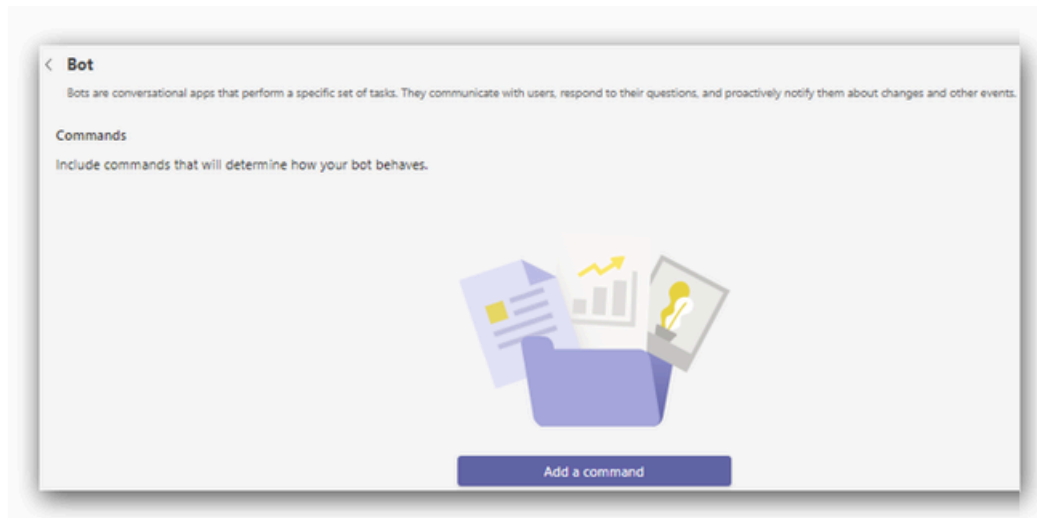 Bot
Bots are conversational apps that perform a specific set of tasks. They communicate with users, respond to their questions, and proactively notify them about changes and other events.
Commands
Include commands that will determine how your bot behaves.
Add a command